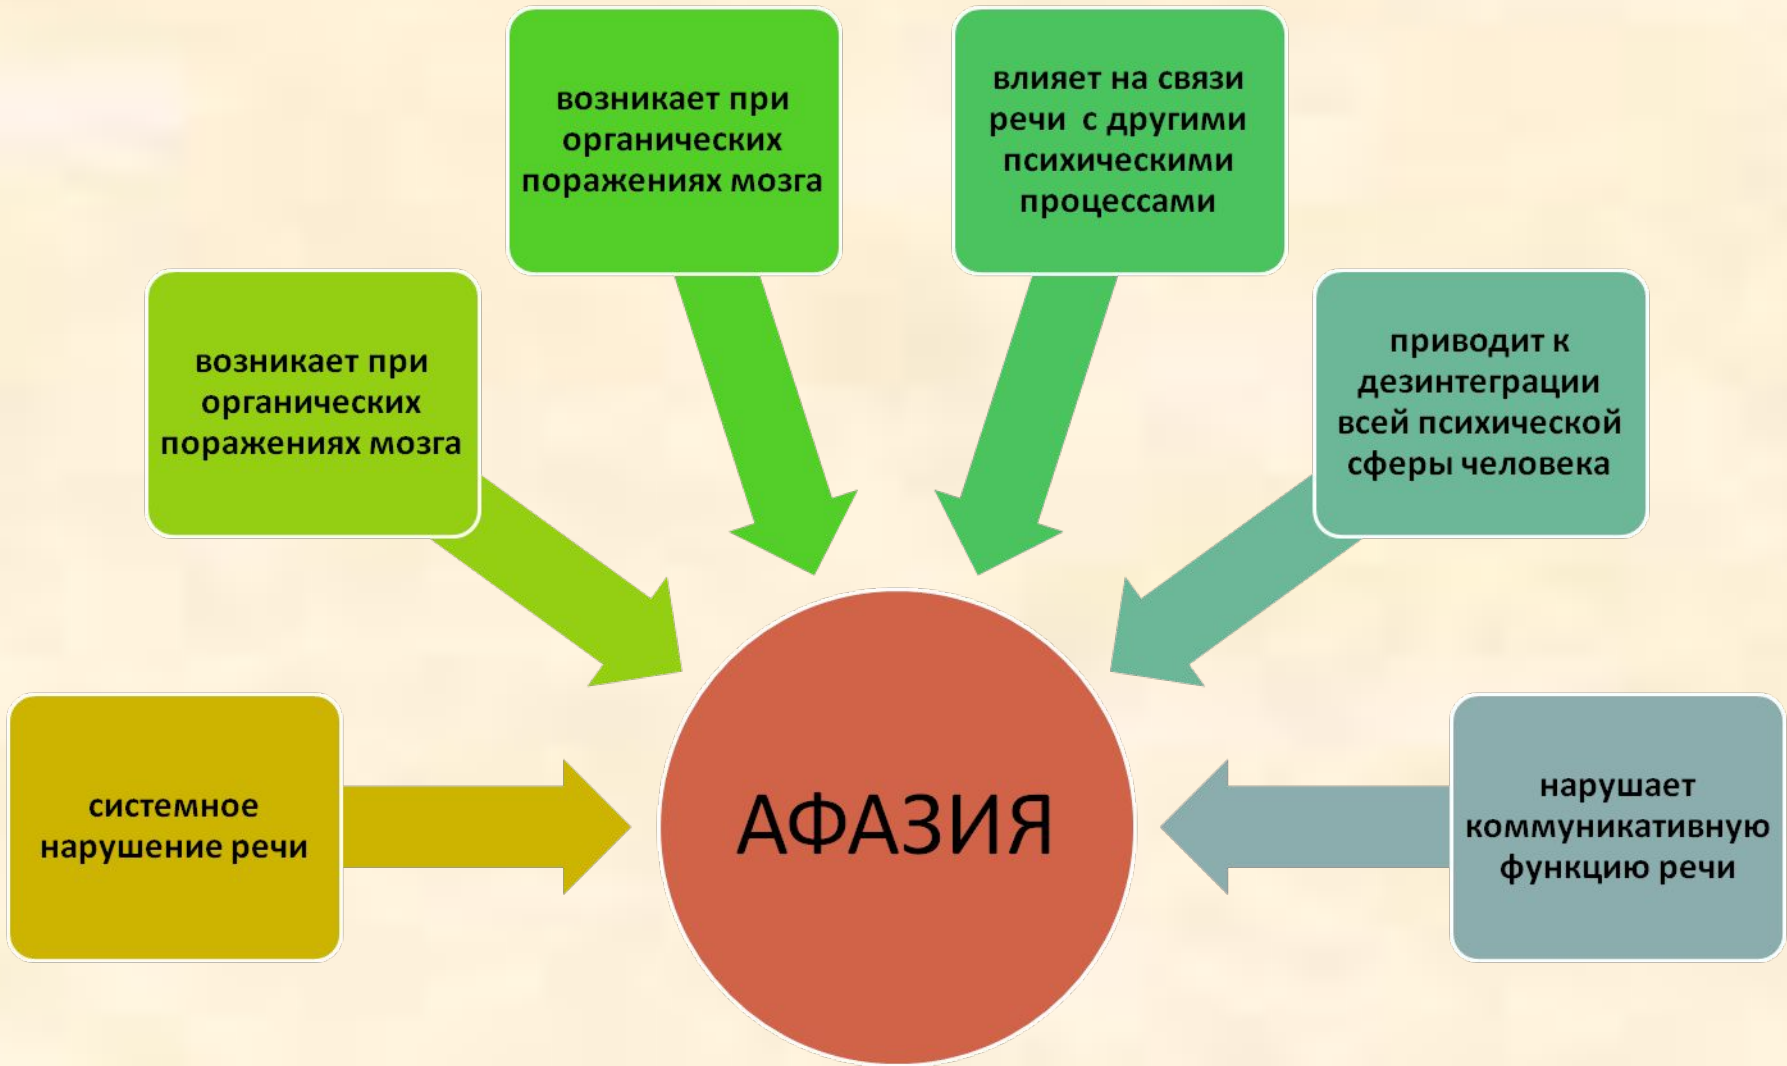 возникает при
органических
поражениях мозга
влияет на связи
речи с другими
психическими
процессами
возникает при
органических
поражениях мозга
приводит к
дезинтеграции
всей психической
сферы человека
системное
нарушение речи
АФАЗИЯ
нарушает
коммуникативную
функцию речи